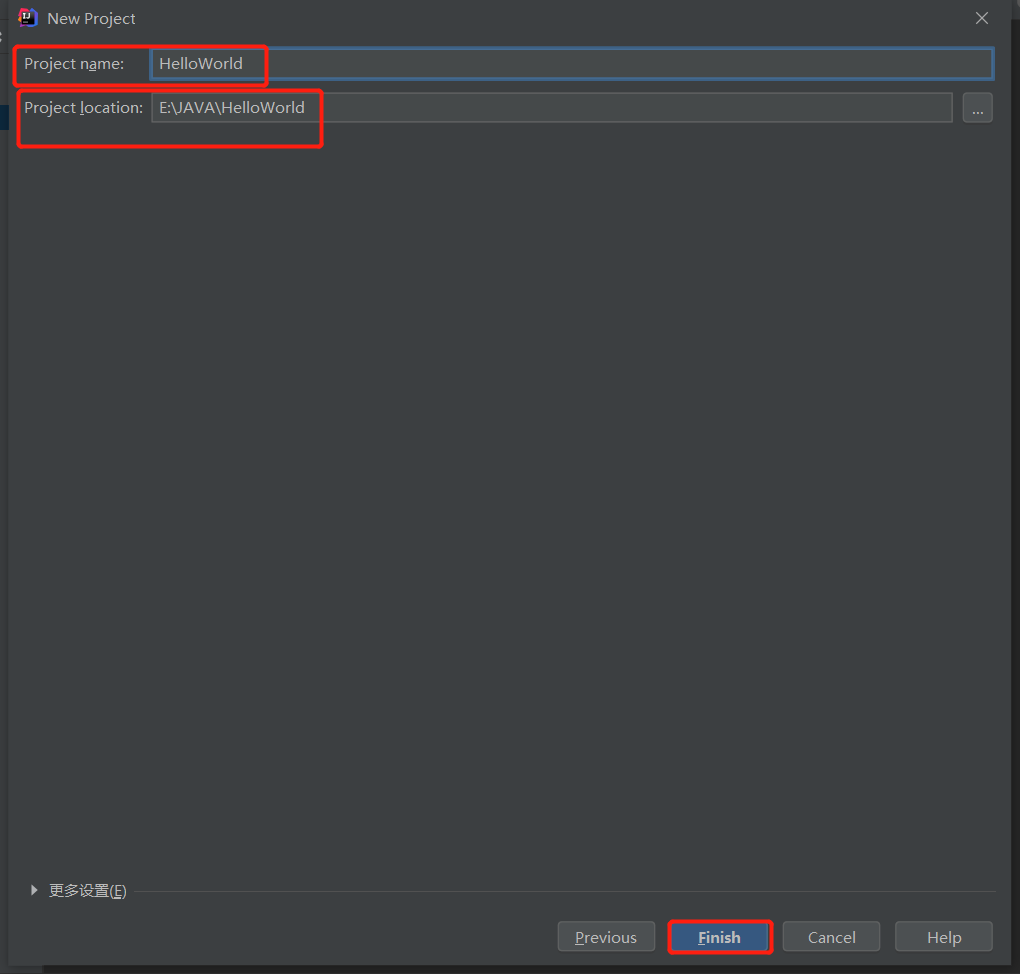 New Project
Project name: HelloWorld
Project location: E:\JAVA\HelloWorld ...
更多设置(E)
Previous Finish Cancel Help